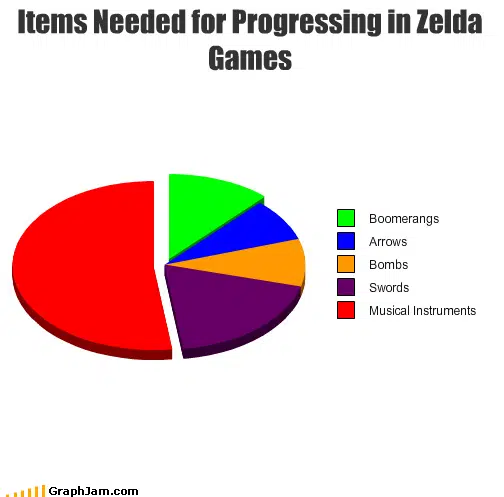 Items Needed for Progressing in Zelda
Games
Boomerangs
Arrows
Bombs
Swords
Musical Instruments
GraphJam.com